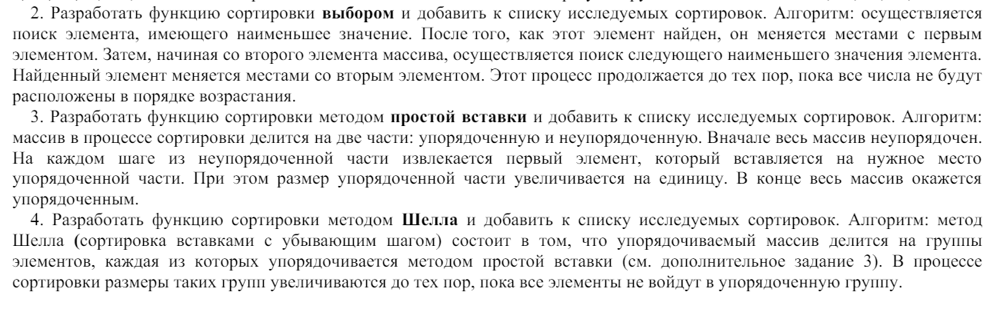 2. Разработать функцию сортировки выбором и добавить к списку исследуемых сортировок. Алгоритм: осуществляется
поиск элемента, имеющего наименьшее значение. После того, как этот элемент найден, он меняется местами с первым
элементом. Затем, начиная со второго элемента массива, осуществляется поиск следующего наименьшего значения элемента.
Найденный элемент меняется местами со вторым элементом. Этот процесс продолжается до тех пор, пока все числа не будут
расположены в порядке возрастания.
3. Разработать функцию сортировки методом простой вставки и добавить к списку исследуемых сортировок. Алгоритм:
массив в процессе сортировки делится на две части: упорядоченную и неупорядоченную. Вначале весь массив неупорядочен.
На каждом шаге из неупорядоченной части извлекается первый элемент, который вставляется на нужное место
упорядоченной части. При этом размер упорядоченной части увеличивается на единицу. В конце весь массив окажется
упорядоченным.
4. Разработать функцию сортировки методом Шелла и добавить к списку исследуемых сортировок. Алгоритм: метод
Шелла (сортировка вставками с убывающим шагом) состоит в том, что упорядочиваемый массив делится на группы
элементов, каждая из которых упорядочивается методом простой вставки (см. дополнительное задание 3). В процессе
сортировки размеры таких групп увеличиваются до тех пор, пока все элементы не войдут в упорядоченную группу.